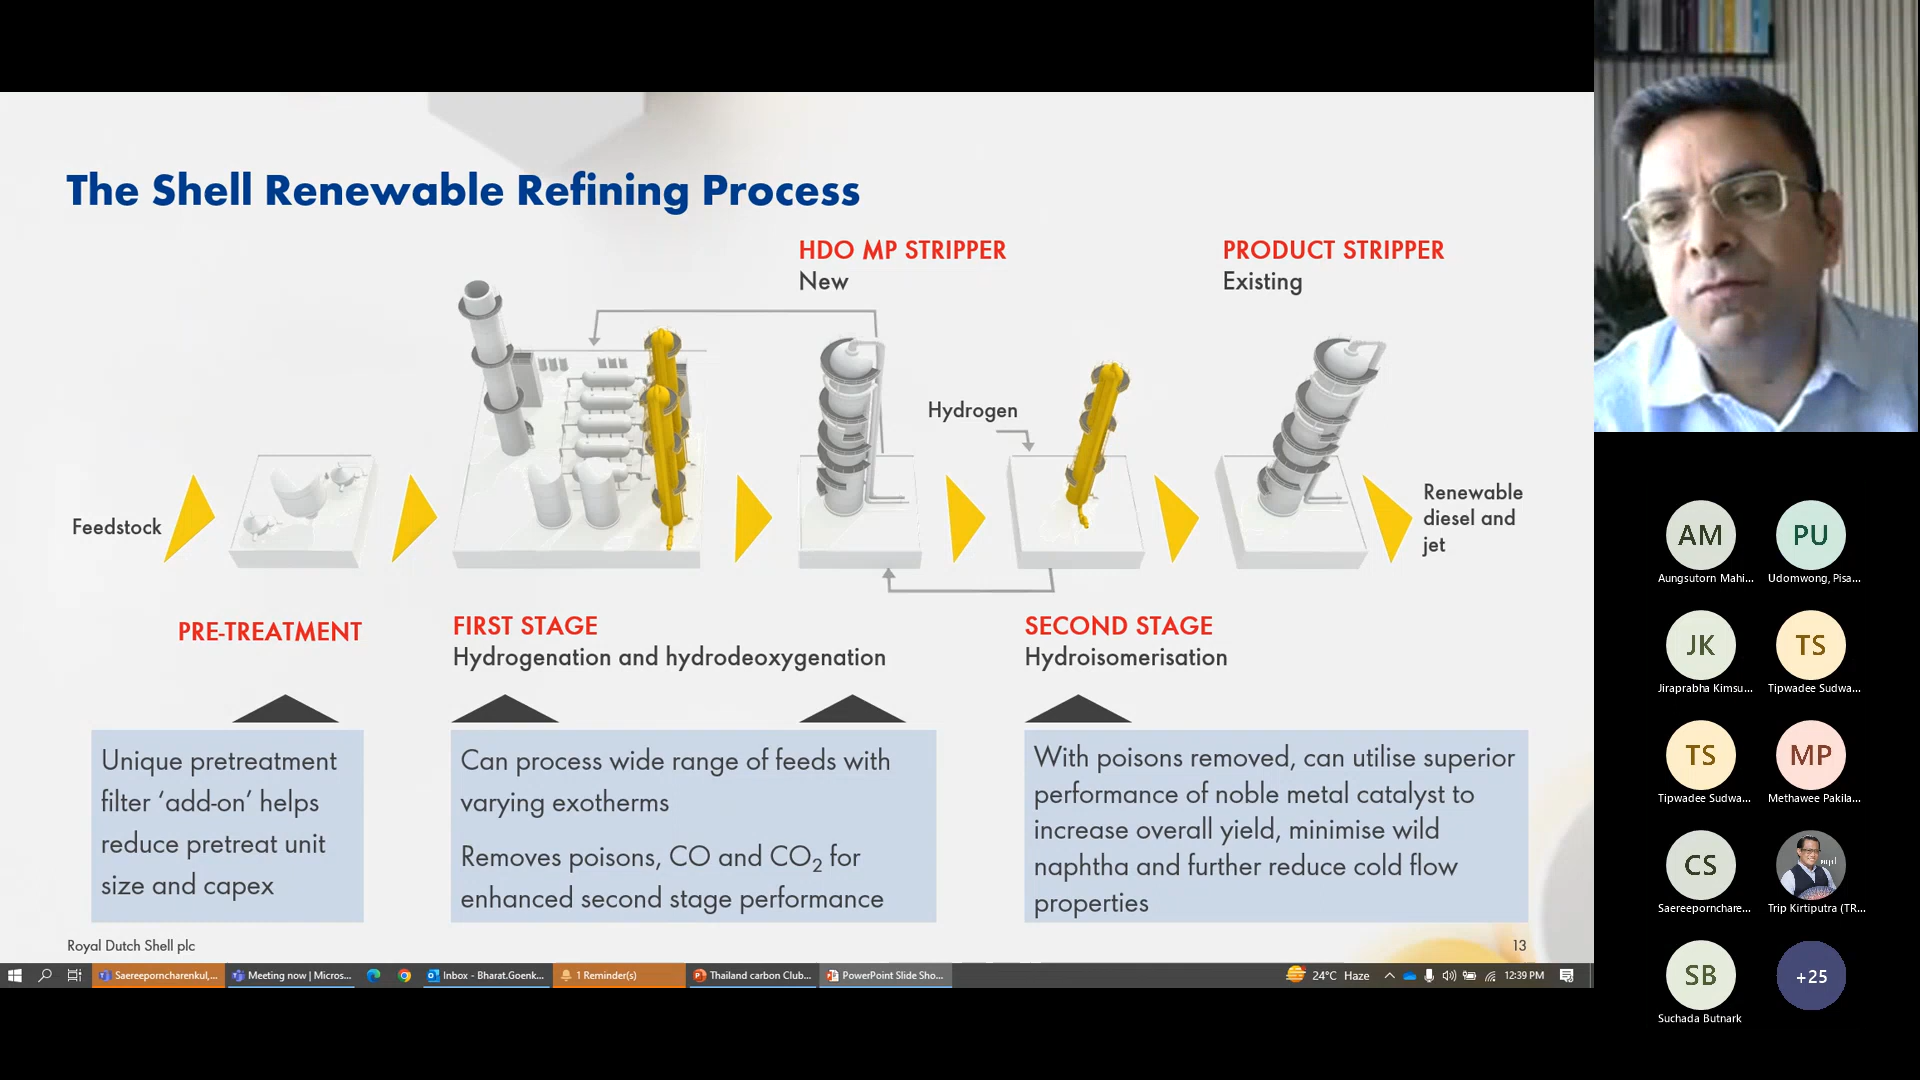 The Shell Renewable Refining Process
HDO MP STRIPPER
New
PRODUCT STRIPPER
Existing
Hydrogen
Feedstock
Renewable
diesel and
jet
PRE-TREATMENT
FIRST STAGE
Hydrogenation and hydrodeoxygenation
SECOND STAGE
Hydroisomerisation
Unique pretreatment
filter ‘add-on’ helps
reduce pretreat unit
size and capex
Can process wide range of feeds with
varying exotherms
Removes poisons, CO and CO₂ for
enhanced second stage performance
With poisons removed, can utilise superior
performance of noble metal catalyst to
increase overall yield, minimise wild
naphtha and further reduce cold flow
properties
Royal Dutch Shell plc
13
Saereeporncharenkul,...
Meeting now | Micros...
Inbox - Bharat.Goenk...
1 Reminder(s)
Thailand carbon Club...
PowerPoint Slide Sho...
24°C Haze
12:39 PM
AM
Aungsutorn Mahi...
PU
Udomwong, Pisa...
JK
Jiraprabha Kimsu...
TS
Tipwadee Sudwa...
TS
Tipwadee Sudwa...
MP
Methawee Pakila...
CS
Saereepornchare...
Trip Kirtiputra (TR...
SB
Suchada Butnark
+25